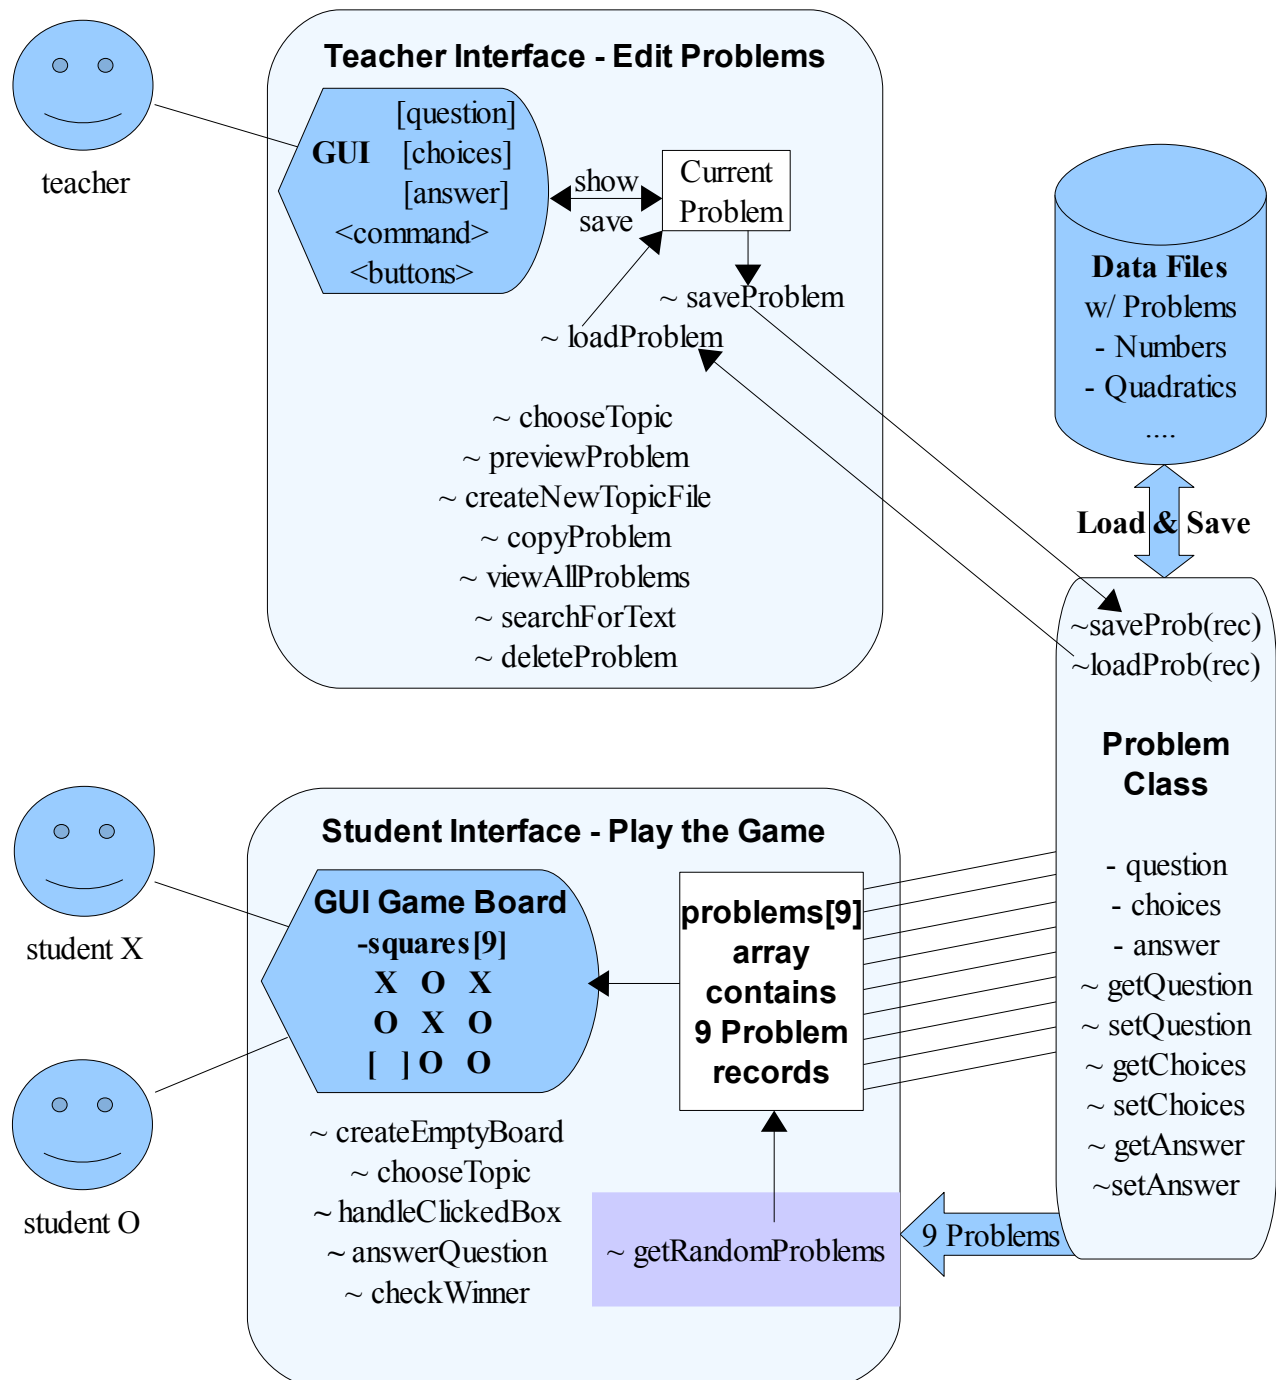 Teacher Interface - Edit Problems
teacher
[question]
GUI [choices]
[answer]
<command>
<buttons>
show
save
Current
Problem
~ saveProblem
~ loadProblem
~ chooseTopic
~ previewProblem
~ createNewTopicFile
~ copyProblem
~ viewAllProblems
~ searchForText
~ deleteProblem
Data Files
w/ Problems
- Numbers
- Quadratics
....
Load & Save
~saveProb(rec)
~loadProb(rec)
Problem
Class
- question
- choices
- answer
~ getQuestion
~ setQuestion
~ getChoices
~ setChoices
~ getAnswer
~setAnswer
Student Interface - Play the Game
student X
student O
GUI Game Board
-squares[9]
X O X
O X O
[ ] O O
problems[9]
array
contains
9 Problem
records
~ createEmptyBoard
~ chooseTopic
~ handleClickedBox
~ answerQuestion
~ checkWinner
~ getRandomProblems
9 Problems